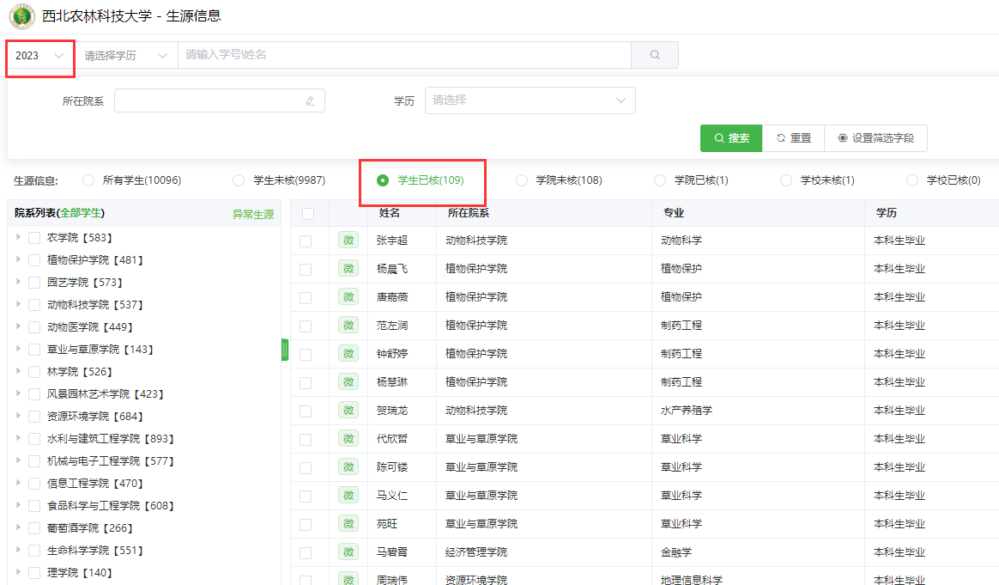 西北农林科技大学 - 生源信息
2023 请选择学历 请输入学号\姓名
所在院系 学历 请选择
搜索 重置 设置筛选字段
生源信息: 所有学生(10096) 学生未核(9987) 学生已核(109) 学院未核(108) 学院已核(1) 学校未核(1) 学校已核(0)
院系列表(全部学生) 异常生源
农学院【583】
植物保护学院【481】
园艺学院【573】
动物科技学院【537】
动物医学院【449】
草业与草原学院【143】
林学院【526】
风景园林艺术学院【423】
资源环境学院【684】
水利与建筑工程学院【893】
机械与电子工程学院【577】
信息工程学院【470】
食品科学与工程学院【608】
葡萄酒学院【266】
生命科学学院【551】
理学院【140】
姓名 所在院系 专业 学历
微 张宇超 动物科技学院 动物科学 本科生毕业
微 杨晨飞 植物保护学院 植物保护 本科生毕业
微 唐嘉薇 植物保护学院 植物保护 本科生毕业
微 范左涧 植物保护学院 制药工程 本科生毕业
微 钟舒婷 植物保护学院 制药工程 本科生毕业
微 杨慧琳 植物保护学院 制药工程 本科生毕业
微 贺瑞龙 动物科技学院 水产养殖学 本科生毕业
微 代欣哲 草业与草原学院 草业科学 本科生毕业
微 陈可镂 草业与草原学院 草业科学 本科生毕业
微 马义仁 草业与草原学院 草业科学 本科生毕业
微 苑旺 草业与草原学院 草业科学 本科生毕业
微 马碧霄 经济管理学院 金融学 本科生毕业
微 周瑞伟 资源环境学院 地理信息科学 本科生毕业